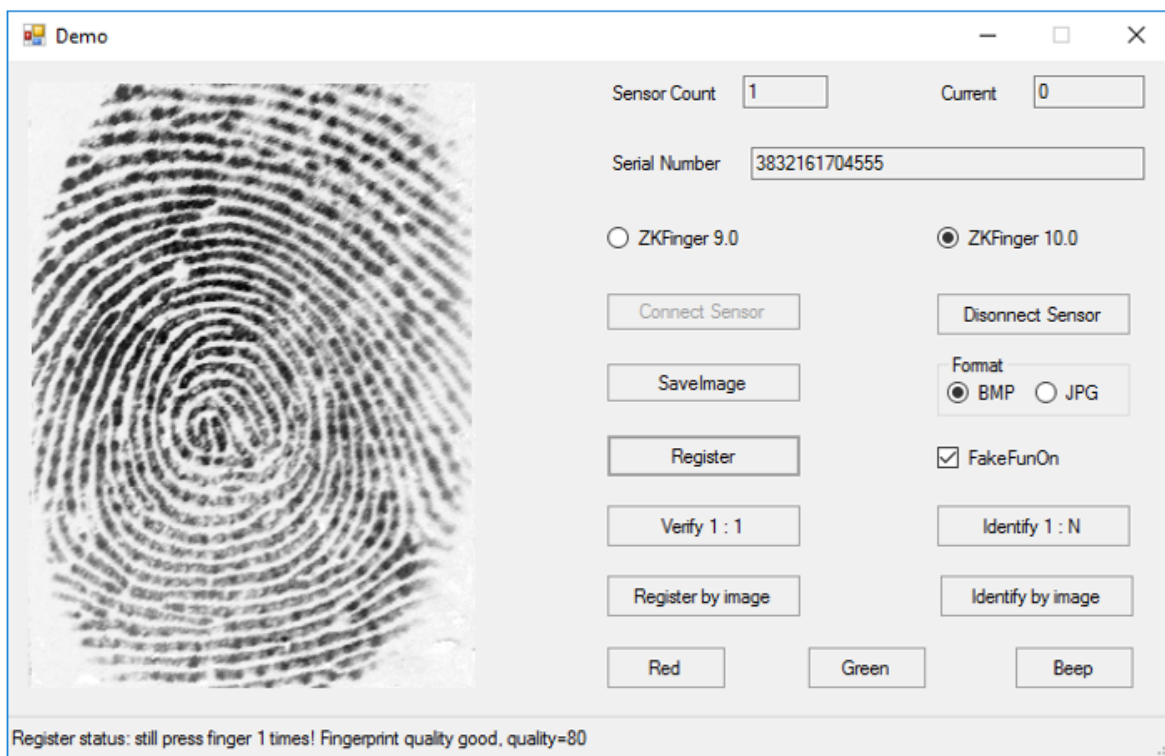 Demo
Sensor Count 1 Current 0
Serial Number 3832161704555
ZKFinger 9.0 ZKFinger 10.0
Connect Sensor Disonnect Sensor
SaveImage
Format
BMP JPG
Register FakeFunOn
Verify 1 : 1 Identify 1 : N
Register by image Identify by image
Red Green Beep
Register status: still press finger 1 times! Fingerprint quality good, quality=80